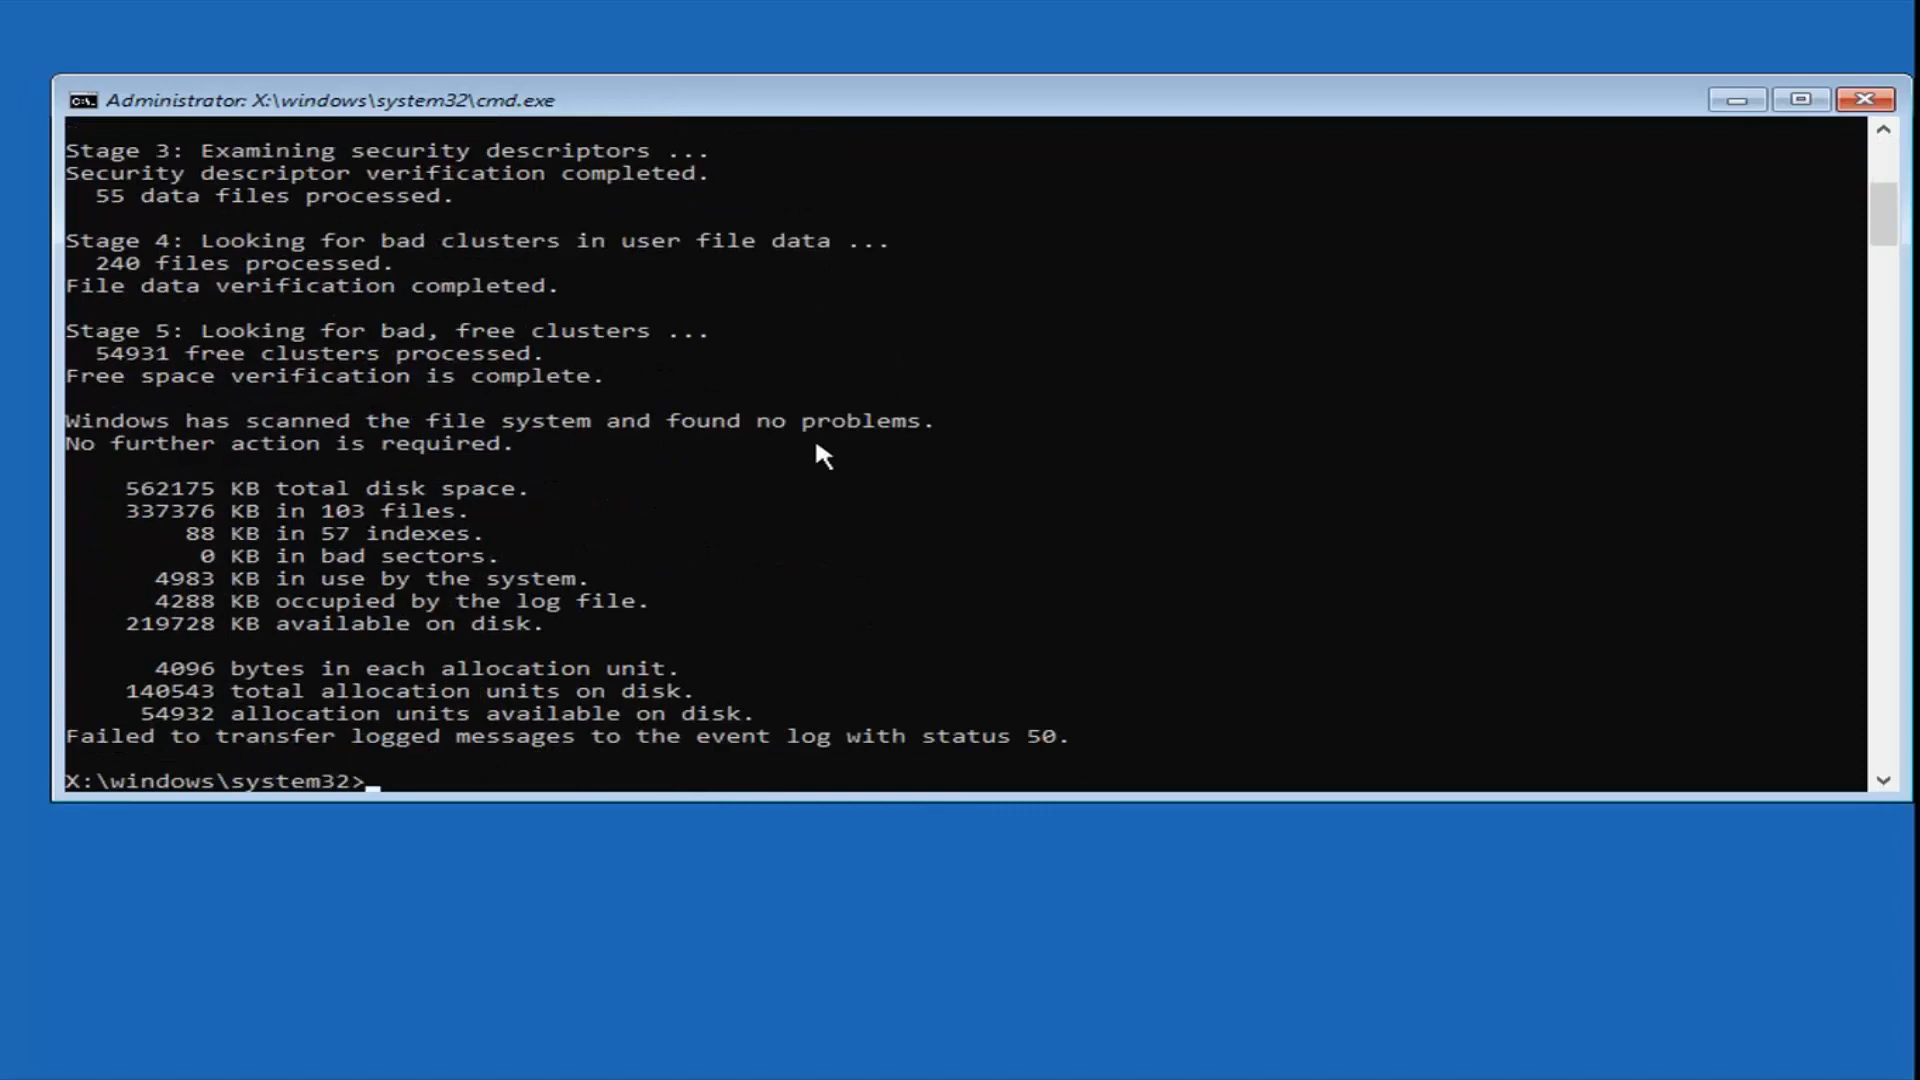 Administrator: X:\windows\system32\cmd.exe
Stage 3: Examining security descriptors ...
Security descriptor verification completed.
  55 data files processed.
Stage 4: Looking for bad clusters in user file data ...
  240 files processed.
File data verification completed.
Stage 5: Looking for bad, free clusters ...
  54931 free clusters processed.
Free space verification is complete.
Windows has scanned the file system and found no problems.
No further action is required.
    562175 KB total disk space.
    337376 KB in 103 files.
        88 KB in 57 indexes.
         0 KB in bad sectors.
      4983 KB in use by the system.
      4288 KB occupied by the log file.
    219728 KB available on disk.
      4096 bytes in each allocation unit.
    140543 total allocation units on disk.
     54932 allocation units available on disk.
Failed to transfer logged messages to the event log with status 50.
X:\windows\system32>